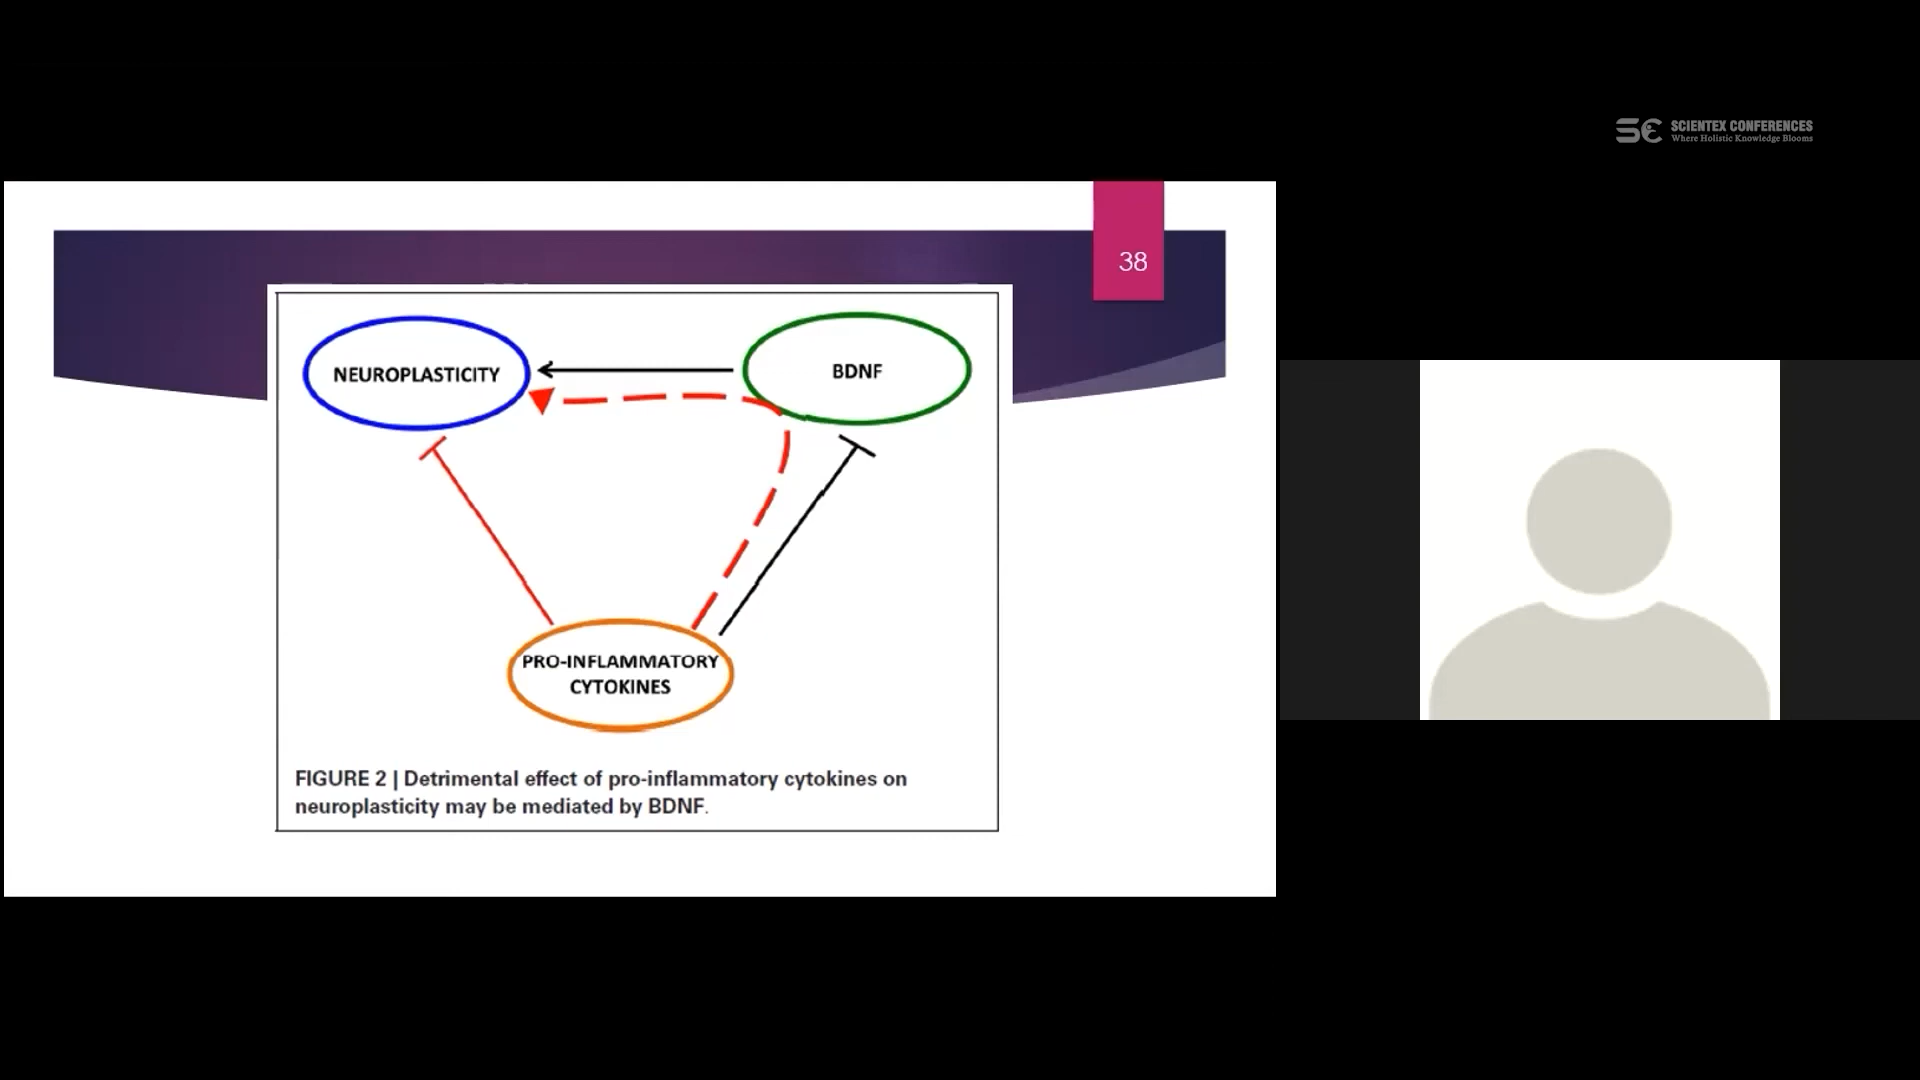 SCIENTEX CONFERENCES
Where Holistic Knowledge Blooms
38
NEUROPLASTICITY
BDNF
PRO-INFLAMMATORY
CYTOKINES
FIGURE 2 | Detrimental effect of pro-inflammatory cytokines on
neuroplasticity may be mediated by BDNF.